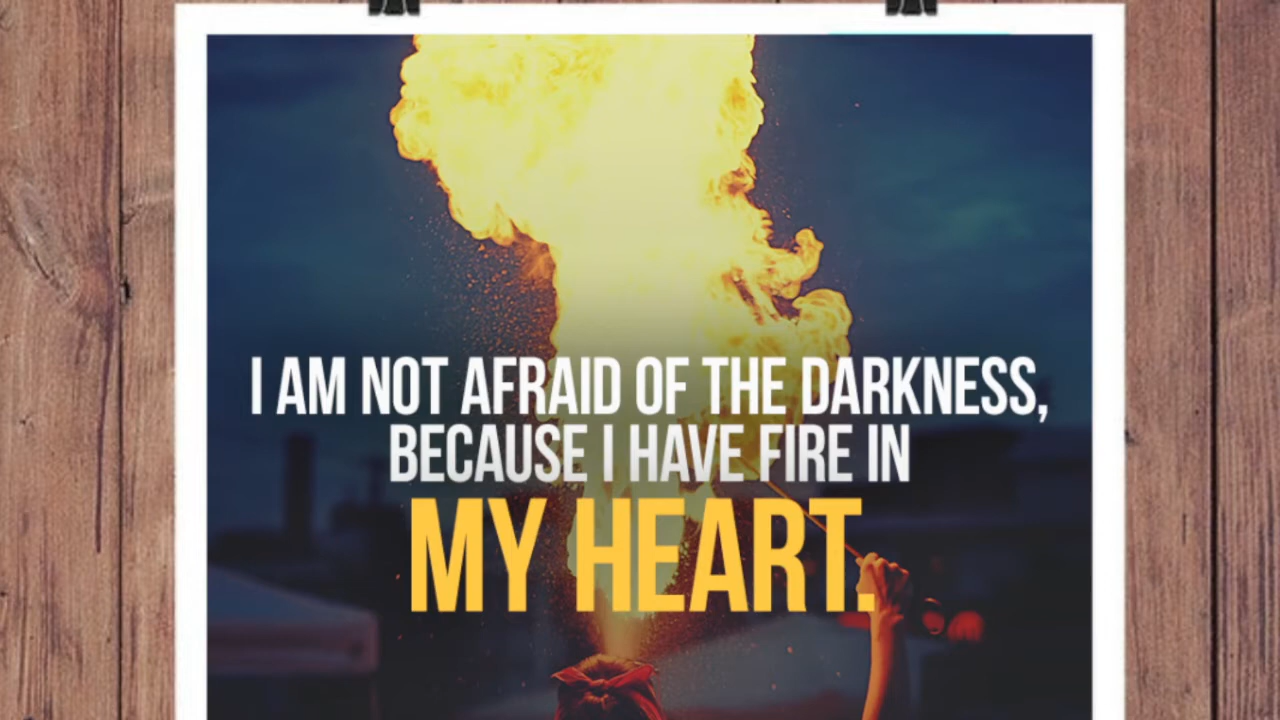 I AM NOT AFRAID OF THE DARKNESS,
BECAUSE I HAVE FIRE IN
MY HEART.